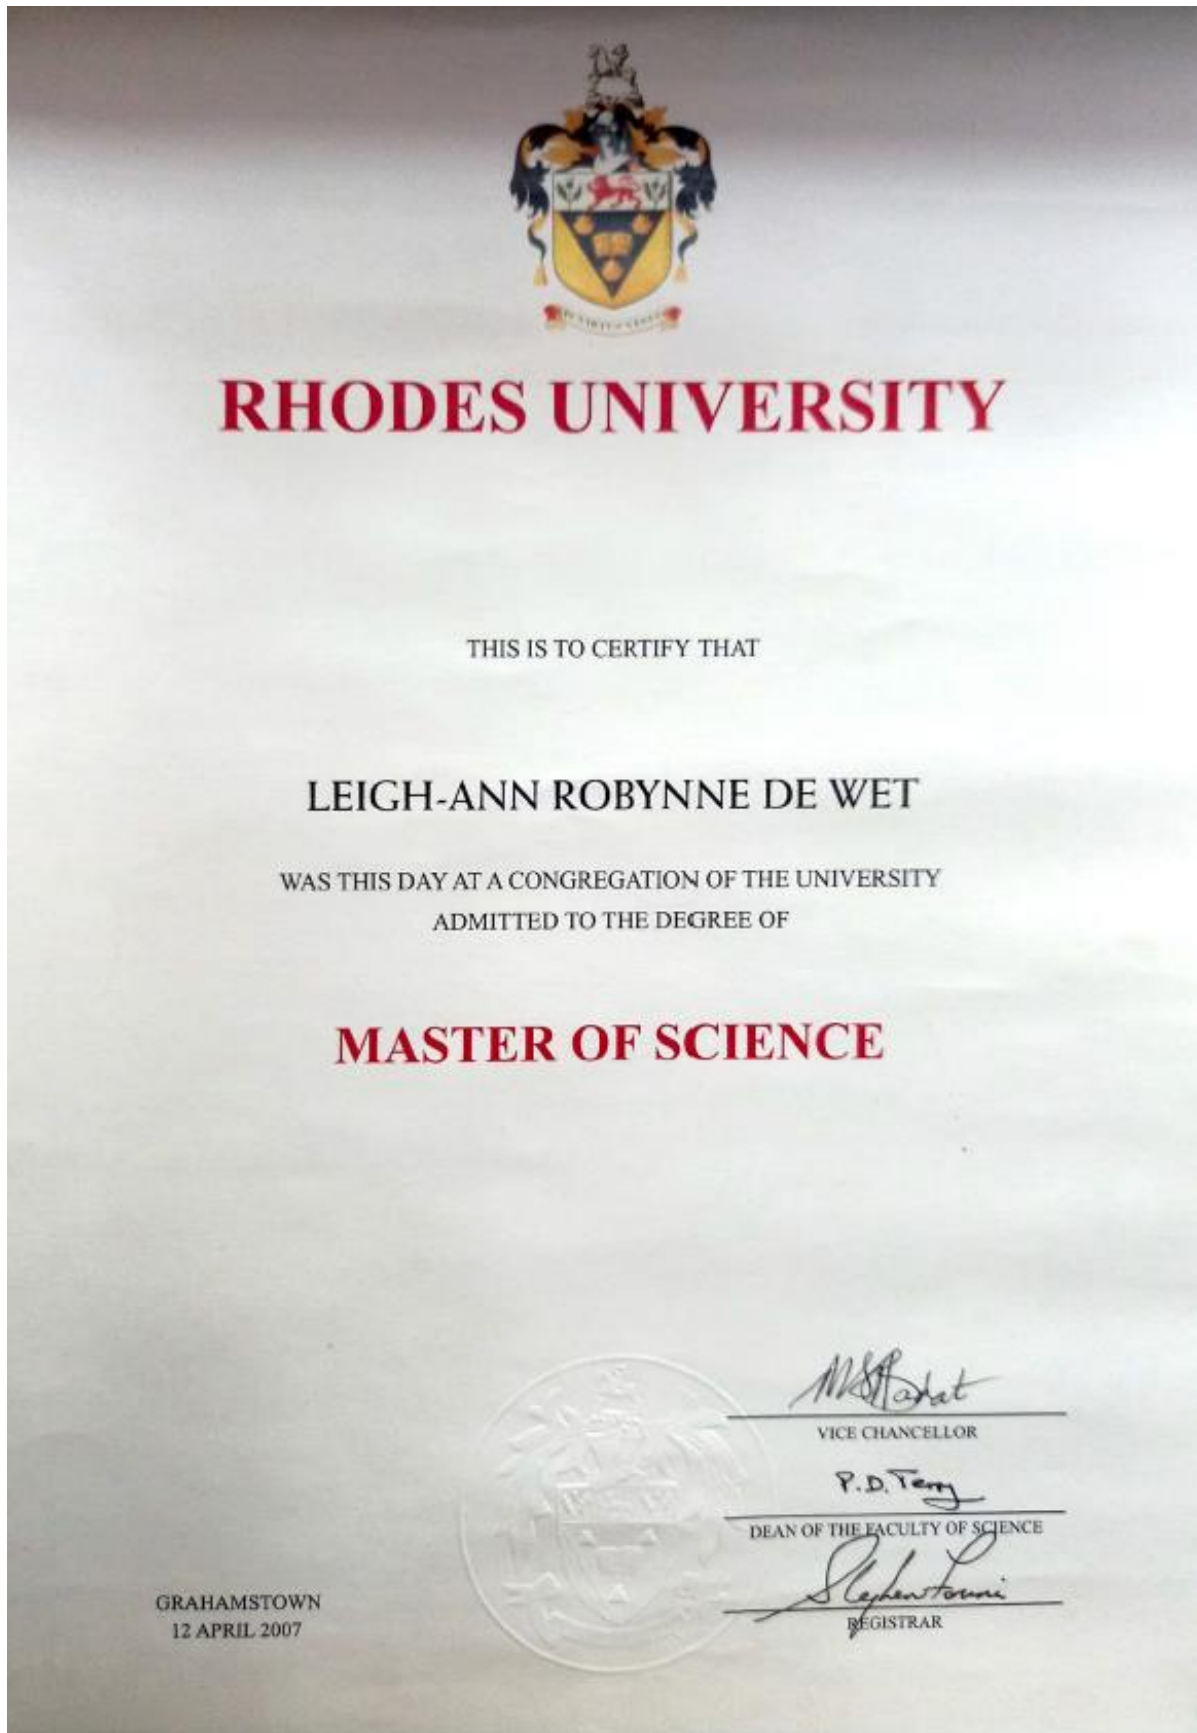 RHODES UNIVERSITY
THIS IS TO CERTIFY THAT
LEIGH-ANN ROBYNNE DE WET
WAS THIS DAY AT A CONGREGATION OF THE UNIVERSITY
ADMITTED TO THE DEGREE OF
MASTER OF SCIENCE
VICE CHANCELLOR
P.D. Terry
DEAN OF THE FACULTY OF SCIENCE
REGISTRAR
GRAHAMSTOWN
12 APRIL 2007